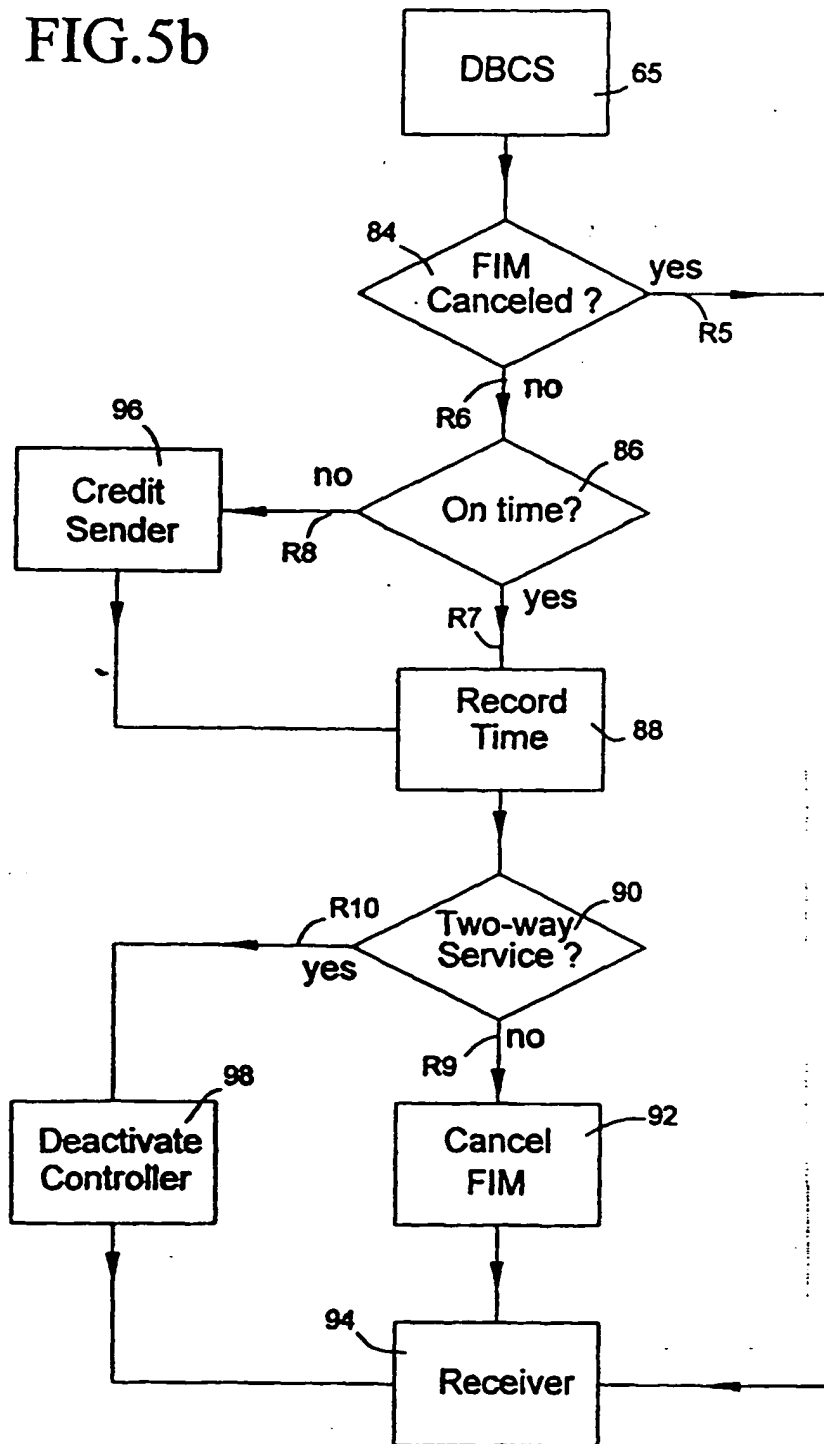 FIG.5b
DBCS
65
84
FIM
Canceled ?
yes
R5
R6
no
96
Credit
Sender
no
R8
86
On time?
yes
R7
Record
Time
88
R10
yes
Two-way
Service ?
90
no
R9
98
Deactivate
Controller
92
Cancel
FIM
94
Receiver